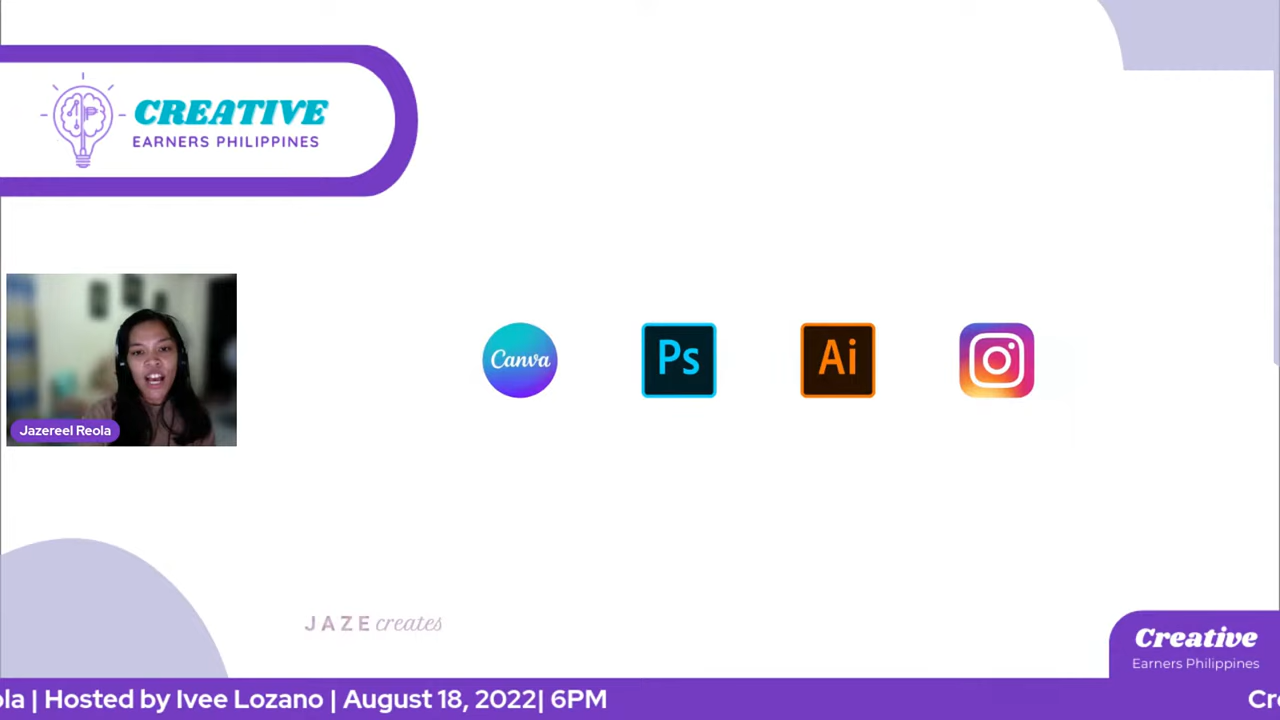 CREATIVE
EARNERS PHILIPPINES
Canva
Ps
Ai
Jazereel Reola
JAZE creates
Creative
Earners Philippines
ola | Hosted by Ivee Lozano | August 18, 2022| 6PM
Cre